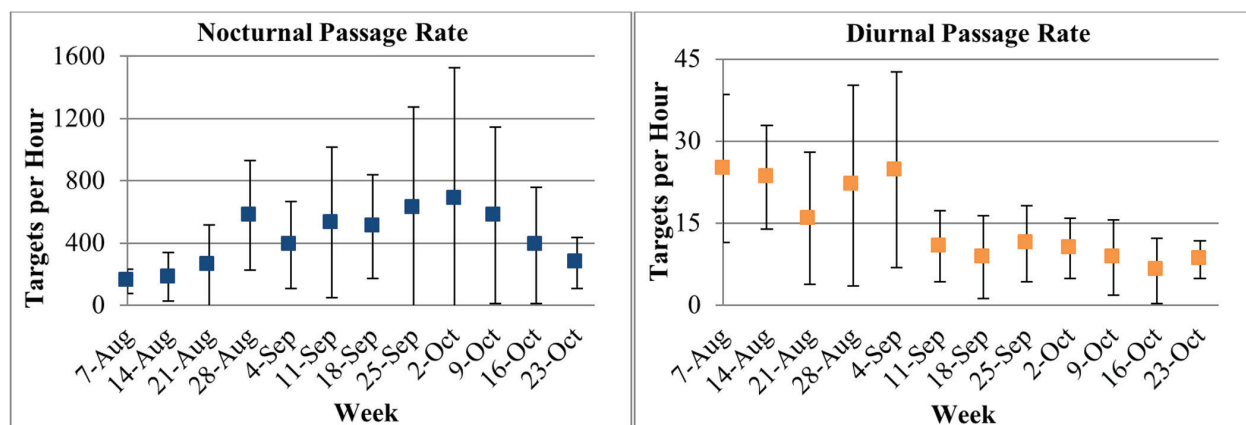 Nocturnal Passage Rate
Targets per Hour
1600
1200
800
400
0
7-Aug
14-Aug
21-Aug
28-Aug
4-Sep
11-Sep
18-Sep
25-Sep
2-Oct
9-Oct
16-Oct
23-Oct
Week
Diurnal Passage Rate
Targets per Hour
45
30
15
0
7-Aug
14-Aug
21-Aug
28-Aug
4-Sep
11-Sep
18-Sep
25-Sep
2-Oct
9-Oct
16-Oct
23-Oct
Week